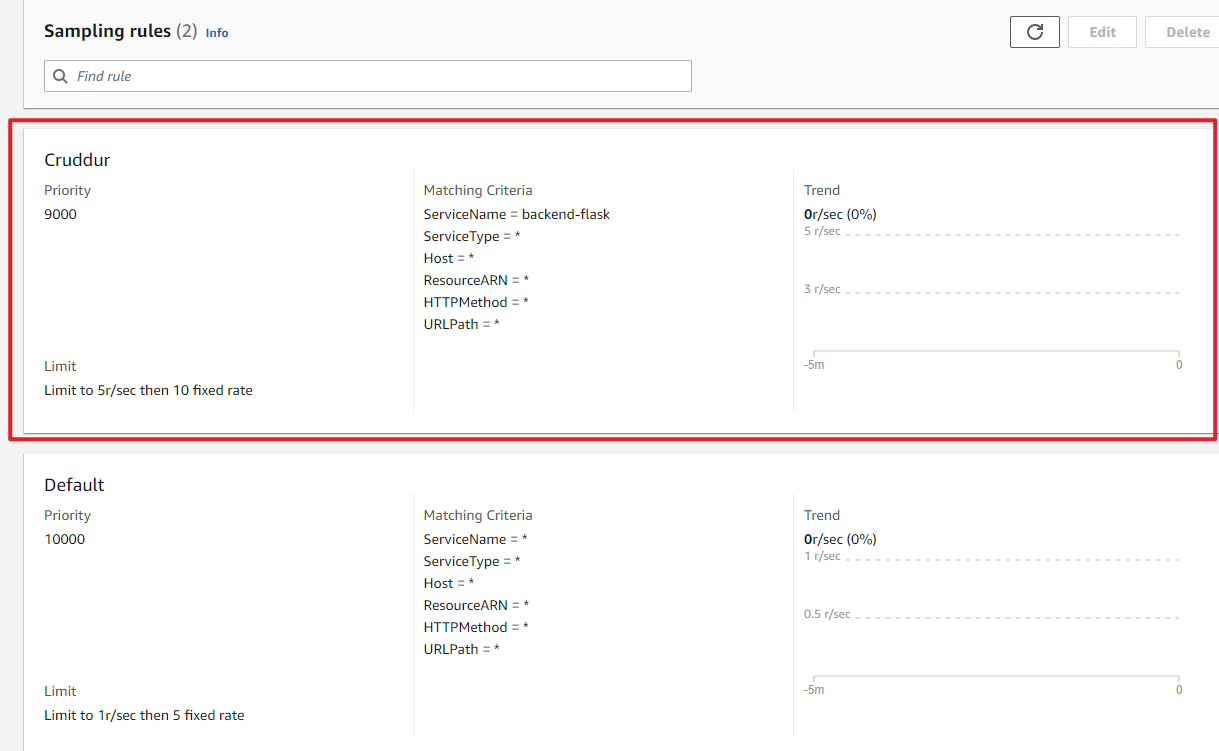 Sampling rules (2) Info
Edit
Delete
Find rule
Cruddur
Priority
9000
Limit
Limit to 5r/sec then 10 fixed rate
Matching Criteria
ServiceName = backend-flask
ServiceType = *
Host = *
ResourceARN = *
HTTPMethod = *
URLPath = *
Trend
0r/sec (0%)
5 r/sec
3 r/sec
-5m
0
Default
Priority
10000
Limit
Limit to 1r/sec then 5 fixed rate
Matching Criteria
ServiceName = *
ServiceType = *
Host = *
ResourceARN = *
HTTPMethod = *
URLPath = *
Trend
0r/sec (0%)
1 r/sec
0.5 r/sec
-5m
0